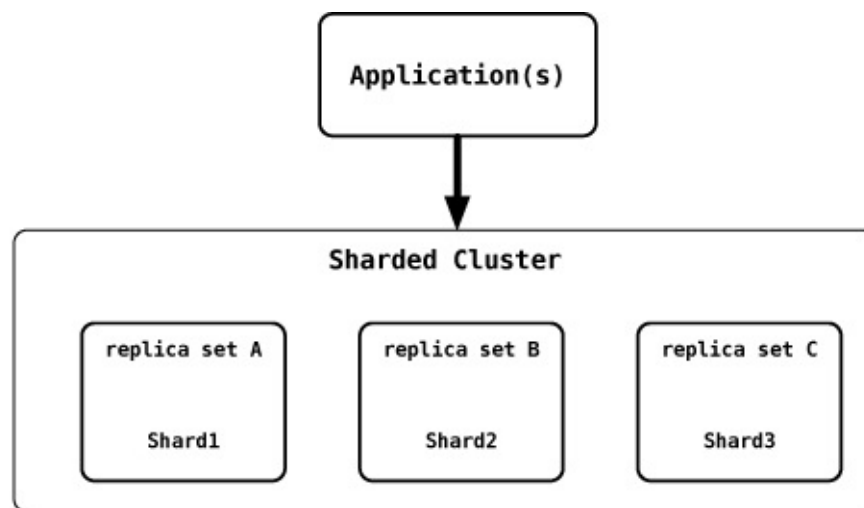 Application(s)
Sharded Cluster
replica set A
Shard1
replica set B
Shard2
replica set C
Shard3